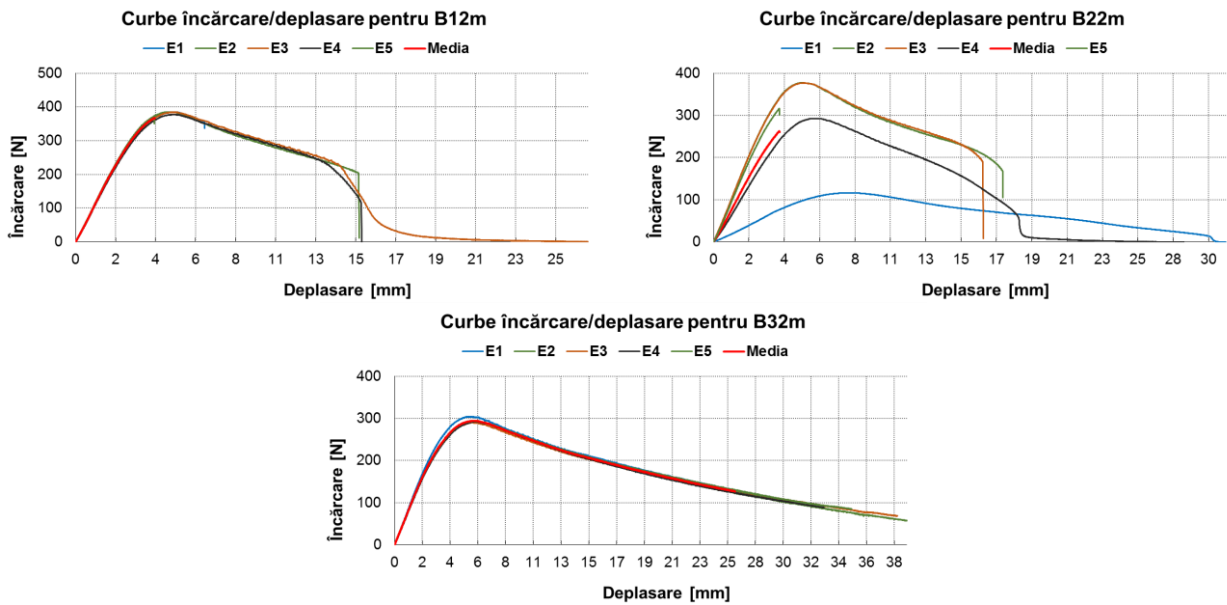 Curbe încărcare/deplasare pentru B12m
E1 E2 E3 E4 E5 Media
500
400
300
200
100
0
Încărcare [N]
0 2 4 6 8 11 13 15 17 19 21 23 25
Deplasare [mm]
Curbe încărcare/deplasare pentru B22m
E1 E2 E3 E4 Media E5
400
300
200
100
0
Încărcare [N]
0 2 4 6 8 11 13 15 17 19 21 23 26 28 30
Deplasare [mm]
Curbe încărcare/deplasare pentru B32m
E1 E2 E3 E4 E5 Media
400
300
200
100
0
Încărcare [N]
0 2 4 6 8 11 13 15 17 19 21 23 25 28 30 32 34 36 38
Deplasare [mm]